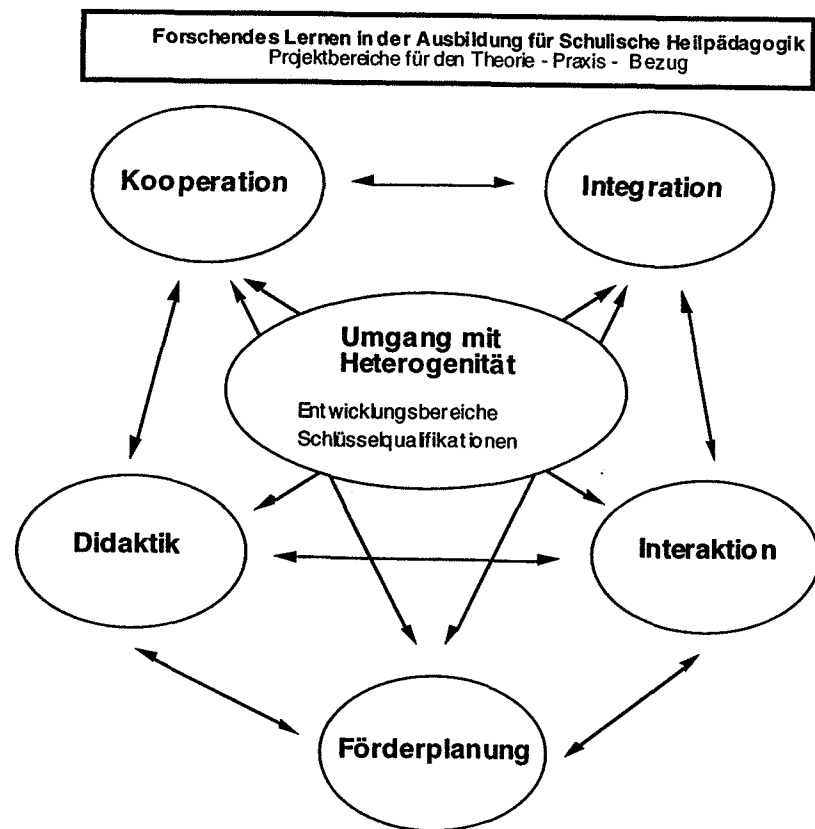 Forschendes Lernen in der Ausbildung für Schulische Heilpädagogik
Projektbereiche für den Theorie - Praxis - Bezug
Kooperation
Integration
Umgang mit
Heterogenität
Entwicklungsbereiche
Schlüsselqualifikationen
Didaktik
Interaktion
Förderplanung